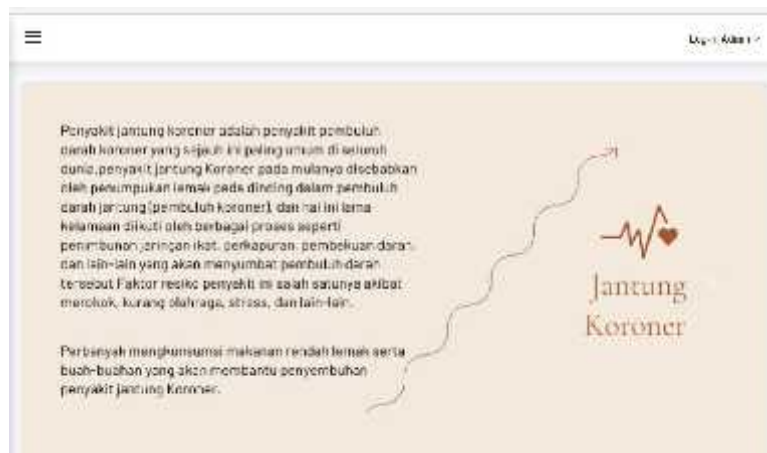 Login Admin
Penyakit jantung koroner adalah penyakit pembuluh
darah koroner yang sejauh ini paling umum di seluruh
dunia,penyakit jantung Koroner pada mulanya disebabkan
oleh penumpukan lemak pada dinding dalam pembuluh
darah jantung (pembuluh koroner), dan hal ini lama
kelamaan diikuti oleh berbagai proses seperti
penimbunan jaringan ikat, perkapuran, pembekuan darah,
dan lain-lain yang akan menyumbat pembuluh darah
tersebut Faktor resiko penyakit ini salah satunya akibat
merokok, kurang olahraga, stress, dan lain-lain.
Perbanyak mengkonsumsi makanan rendah lemak serta
buah-buahan yang akan membantu penyembuhan
penyakit jantung Koroner.
Jantung
Koroner